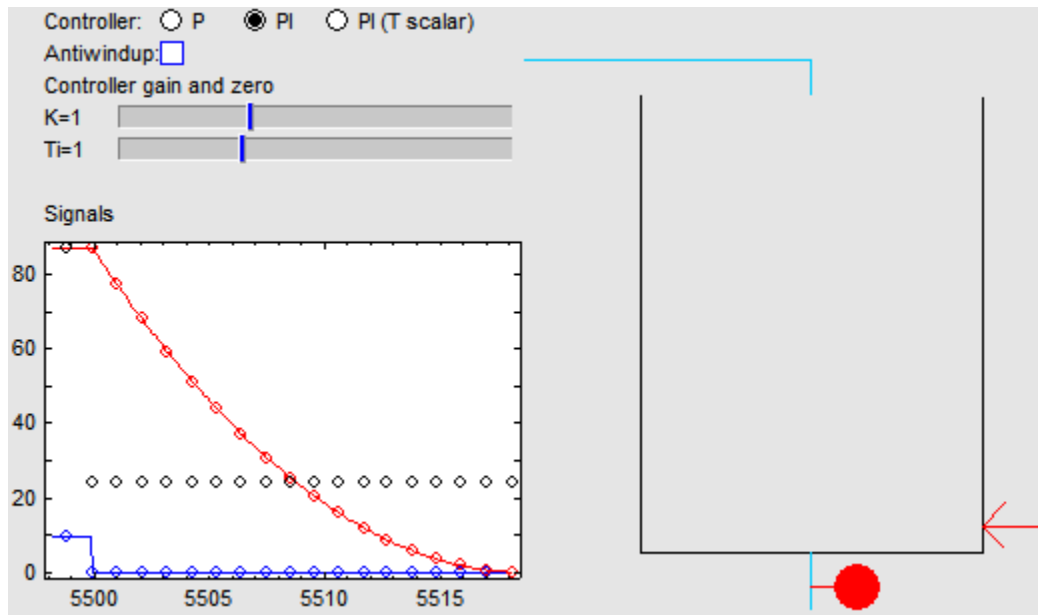 Controller: P PI PI (T scalar)
Antiwindup:
Controller gain and zero
K=1
Ti=1
Signals
80
60
40
20
0
5500 5505 5510 5515